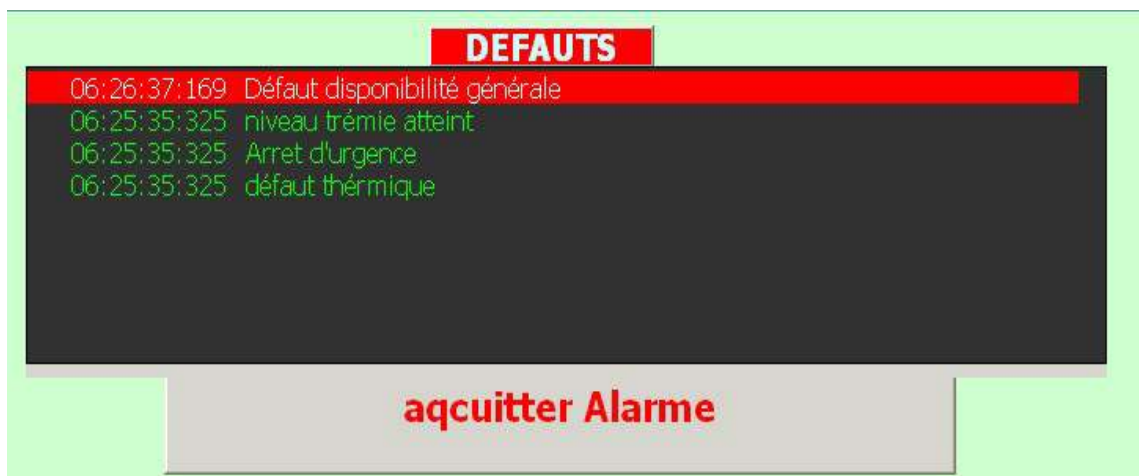 DEFAUTS
06:26:37:169 Défaut disponibilité générale
06:25:35:325 niveau trémie atteint
06:25:35:325 Arret d'urgence
06:25:35:325 défaut thérmique
aqcuitter Alarme